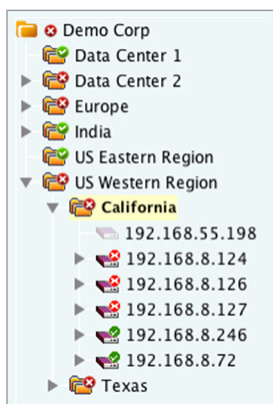 Demo Corp
Data Center 1
Data Center 2
Europe
India
US Eastern Region
US Western Region
California
192.168.55.198
192.168.8.124
192.168.8.126
192.168.8.127
192.168.8.246
192.168.8.72
Texas